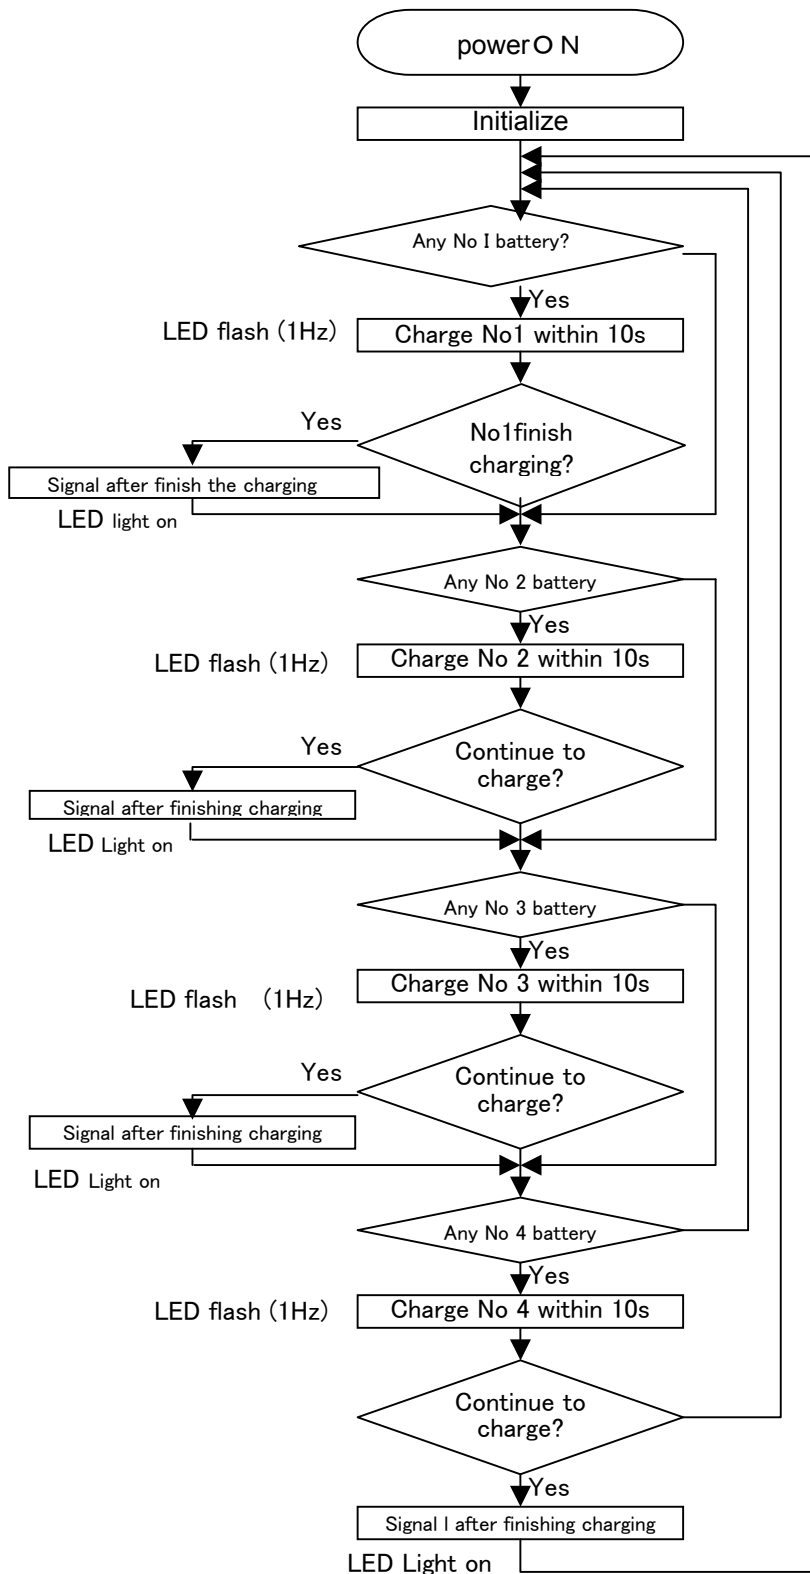 powerＯ Ｎ
Initialize
Any No I battery?
Yes
LED flash (1Hz)
Charge No1 within 10s
Yes
No1finish
charging?
Signal after finish the charging
LED light on
Any No 2 battery
Yes
LED flash (1Hz)
Charge No 2 within 10s
Yes
Continue to
charge?
Signal after finishing charging
LED Light on
Any No 3 battery
Yes
LED flash (1Hz)
Charge No 3 within 10s
Yes
Continue to
charge?
Signal after finishing charging
LED Light on
Any No 4 battery
Yes
LED flash (1Hz)
Charge No 4 within 10s
Continue to
charge?
Yes
Signal l after finishing charging
LED Light on